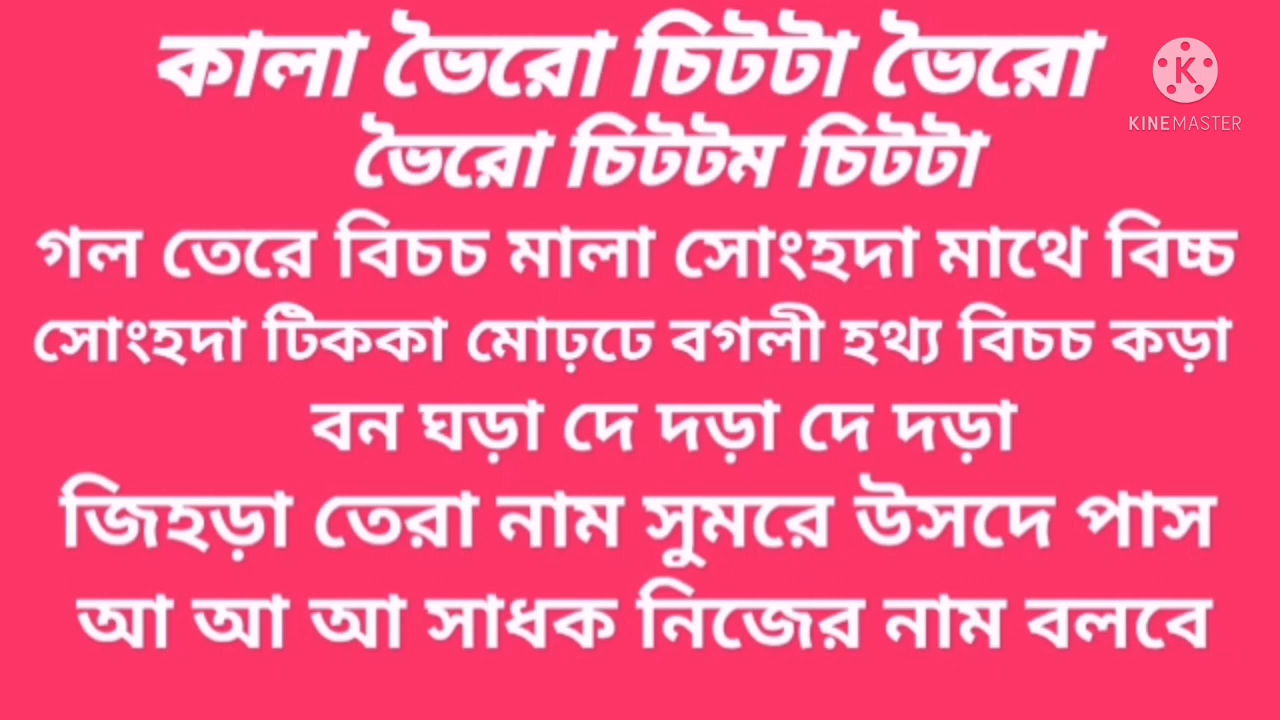 কালা ভৈরো চিটটা ভৈরো
KINEMASTER
ভৈরো চিটটম চিটটা
গল তেরে বিচচ মালা সোংহদা মাথে বিচ্চ
সোংহদা টিককা মোঢ়ঢে বগলী হথ্য বিচচ কড়া
বন ঘড়া দে দড়া দে দড়া
জিহড়া তেরা নাম সুমরে উসদে পাস
আ আ আ সাধক নিজের নাম বলবে